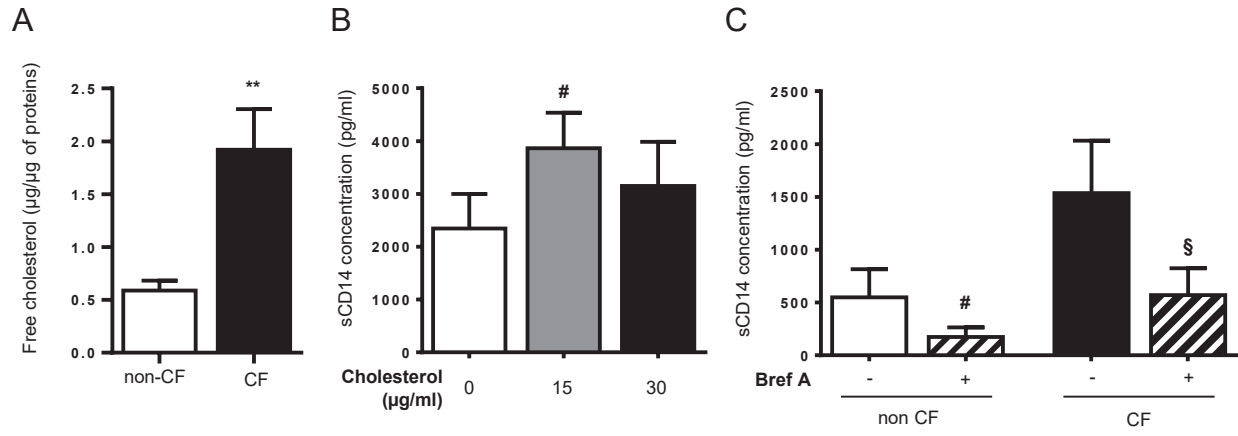 A
Free cholesterol (µg/µg of proteins)
2.5
2.0
1.5
1.0
0.5
0.0
**
non-CF CF
B
sCD14 concentration (pg/ml)
5000
4000
3000
2000
1000
0
#
Cholesterol
(µg/ml)
0 15 30
C
sCD14 concentration (pg/ml)
2500
2000
1500
1000
500
0
#
§
Bref A - + - +
non CF CF